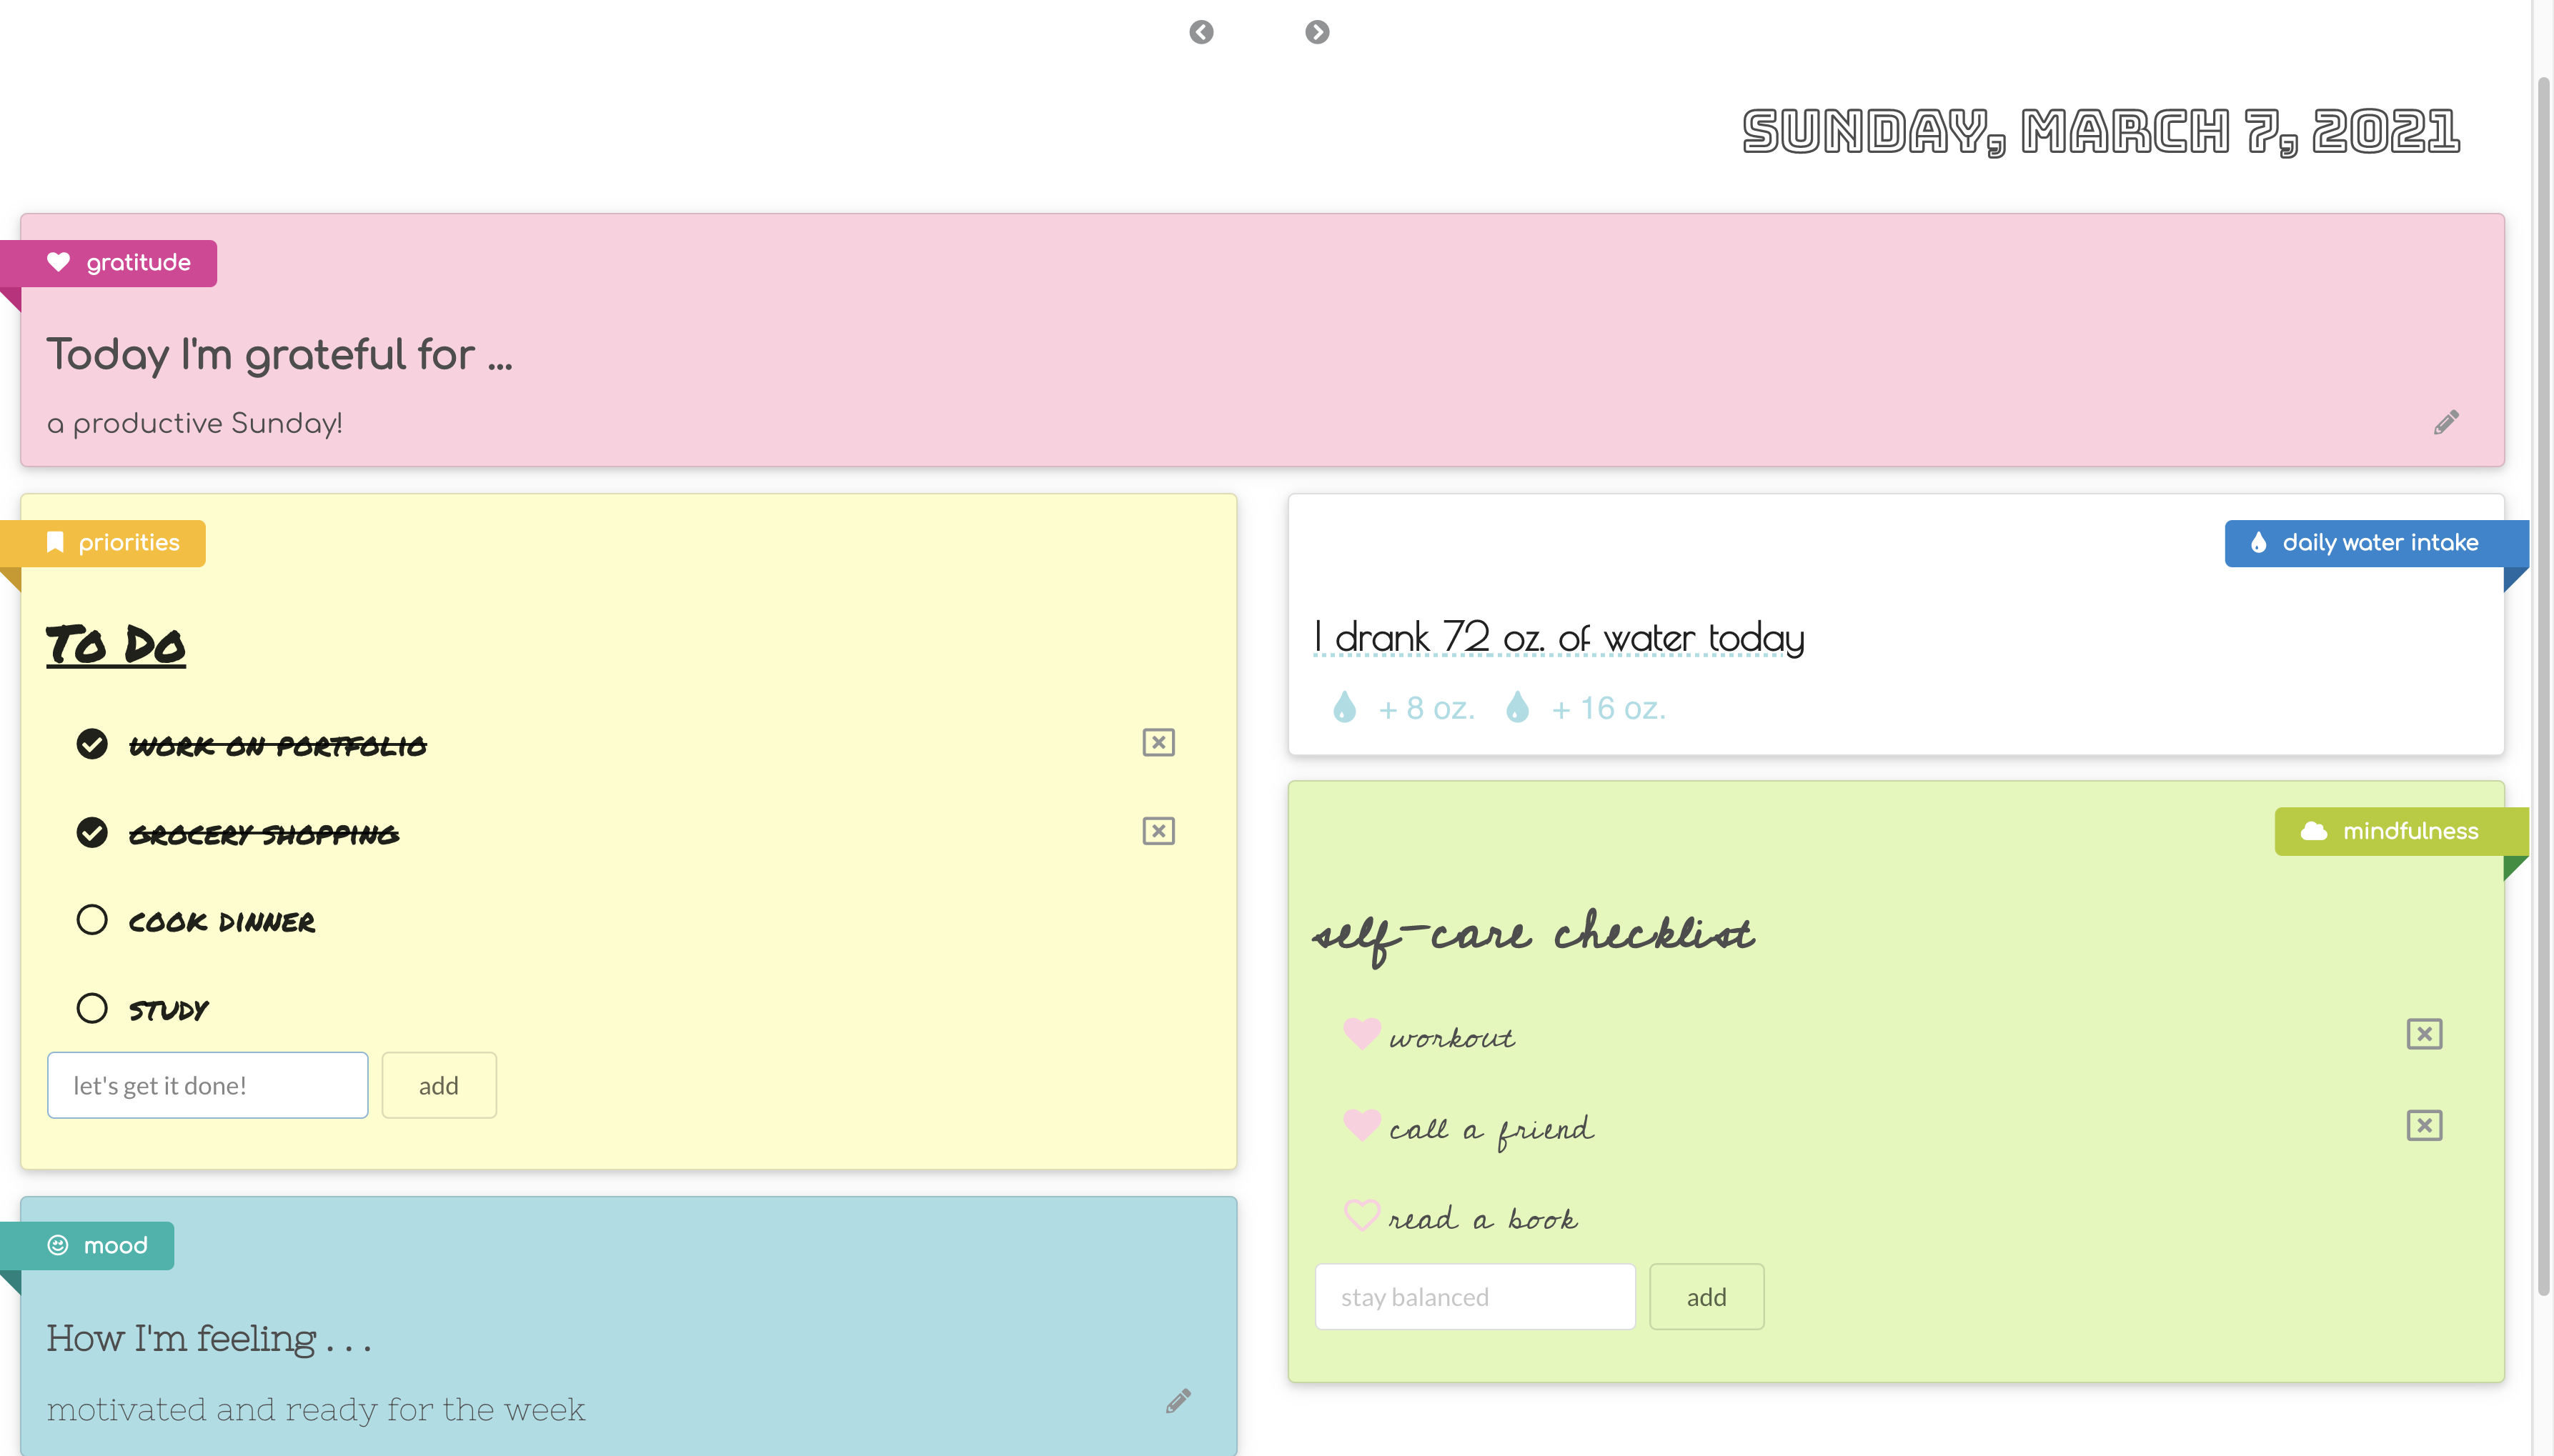 SUNDAY, MARCH 7, 2021
gratitude
Today I'm grateful for ...
a productive Sunday!
priorities
To Do
WORK ON PORTFOLIO
GROCERY SHOPPING
COOK DINNER
STUDY
let's get it done!
add
daily water intake
I drank 72 oz. of water today
+ 8 oz. + 16 oz.
mindfulness
self-care checklist
workout
call a friend
read a book
stay balanced
add
mood
How I'm feeling . . .
motivated and ready for the week